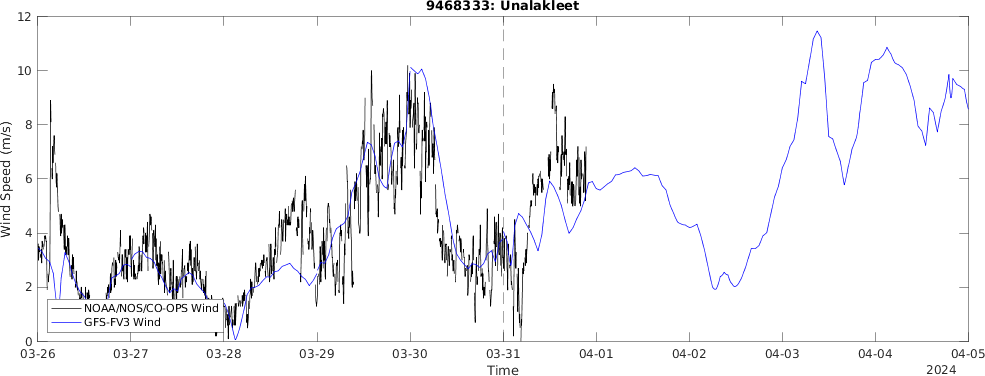 9468333: Unalakleet
12
10
8
6
4
2
0
Wind Speed (m/s)
NOAA/NOS/CO-OPS Wind
GFS-FV3 Wind
03-26 03-27 03-28 03-29 03-30 03-31 04-01 04-02 04-03 04-04 04-05
Time
2024